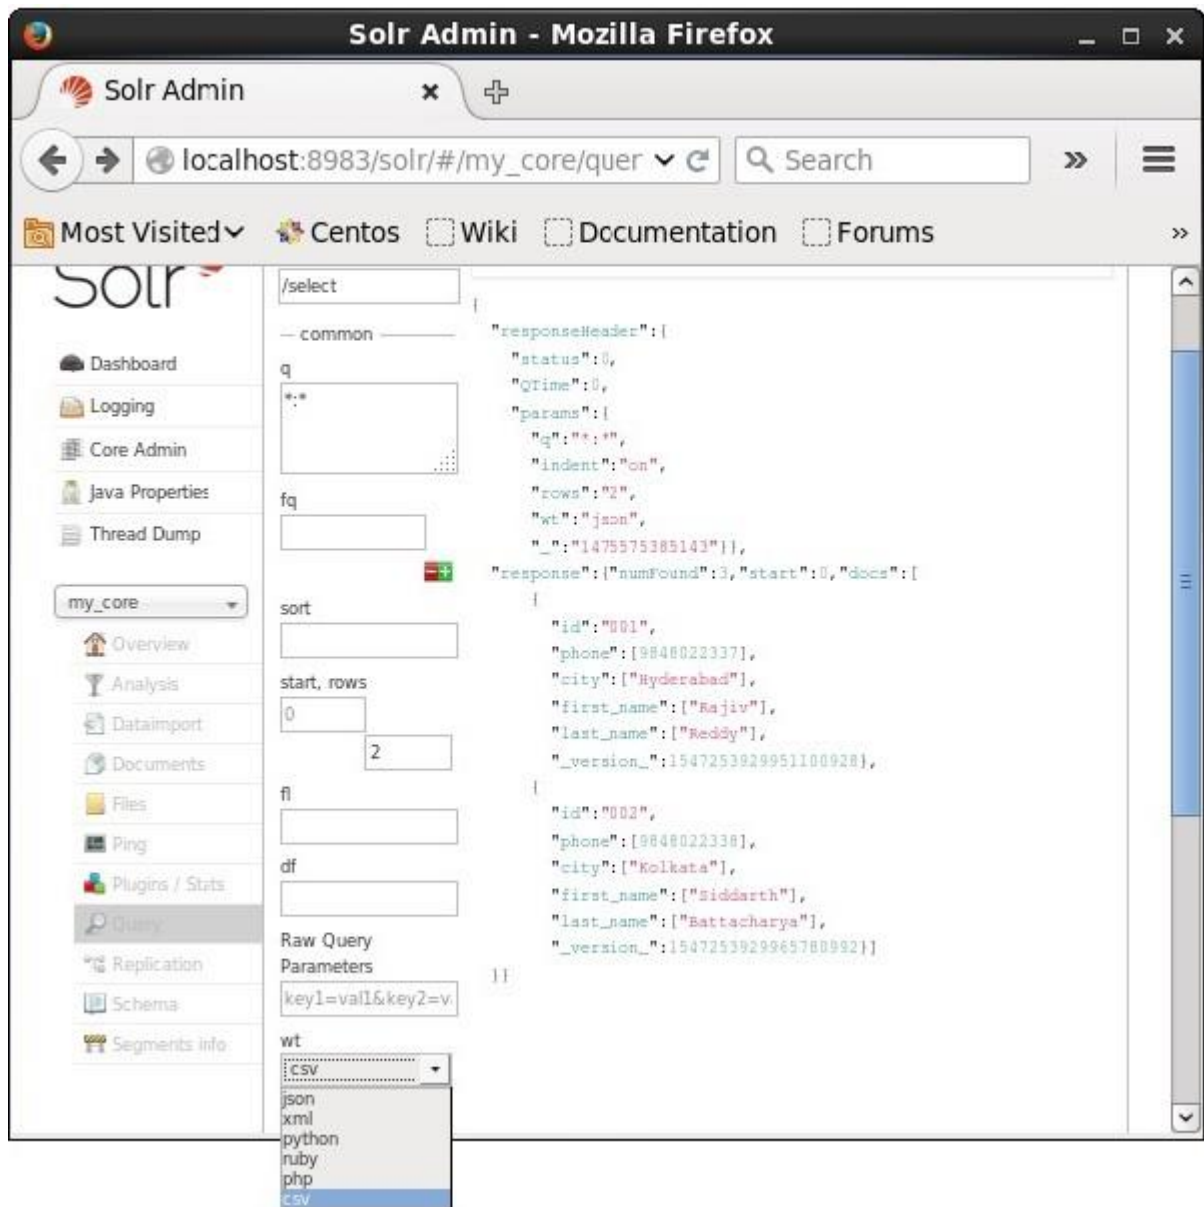 Solr Admin - Mozilla Firefox
Solr Admin
localhost:8983/solr/#/my_core/quer
Search
Most Visited
Centos
Wiki
Documentation
Forums
Solr
Dashboard
Logging
Core Admin
Java Properties
Thread Dump
my_core
Overview
Analysis
Dataimport
Documents
Files
Ping
Plugins / Stats
Query
Replication
Schema
Segments info
/select
common
q
*:*
fq
sort
start, rows
0
2
fl
df
Raw Query
Parameters
key1=val1&key2=v
wt
csv
json
xml
python
ruby
php
csv
{
"responseHeader":{
"status":0,
"QTime":0,
"params":{
"q":"*:*",
"indent":"on",
"rows":"2",
"wt":"json",
"_":"1475575385143"}},
"response":{"numFound":3,"start":0,"docs":[
{
"id":"001",
"phone":[9848022337],
"city":["Hyderabad"],
"first_name":["Rajiv"],
"last_name":["Reddy"],
"_version_":1547253929951100928},
{
"id":"002",
"phone":[9848022338],
"city":["Kolkata"],
"first_name":["Siddarth"],
"last_name":["Battacharya"],
"_version_":1547253929965780992}]
}}